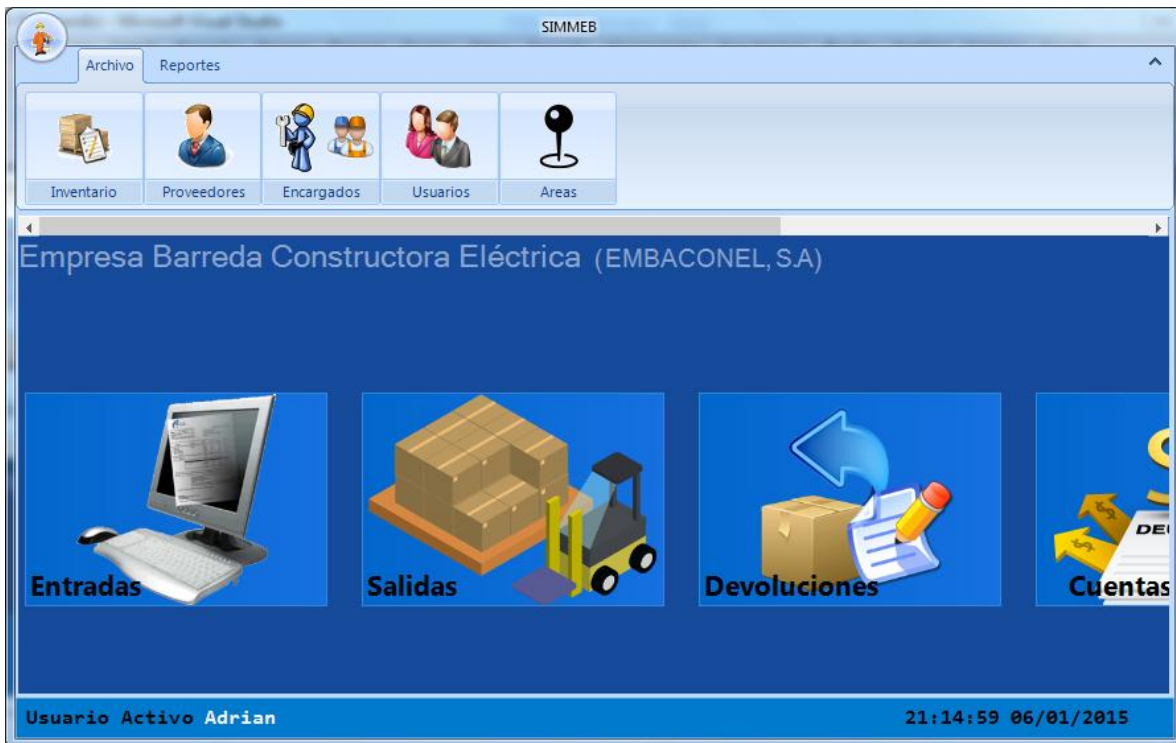 SIMMEB
Archivo Reportes
Inventario Proveedores Encargados Usuarios Areas
Empresa Barreda Constructora Eléctrica (EMBACONEL, S.A)
Entradas Salidas Devoluciones Cuentas
Usuario Activo Adrian 21:14:59 06/01/2015